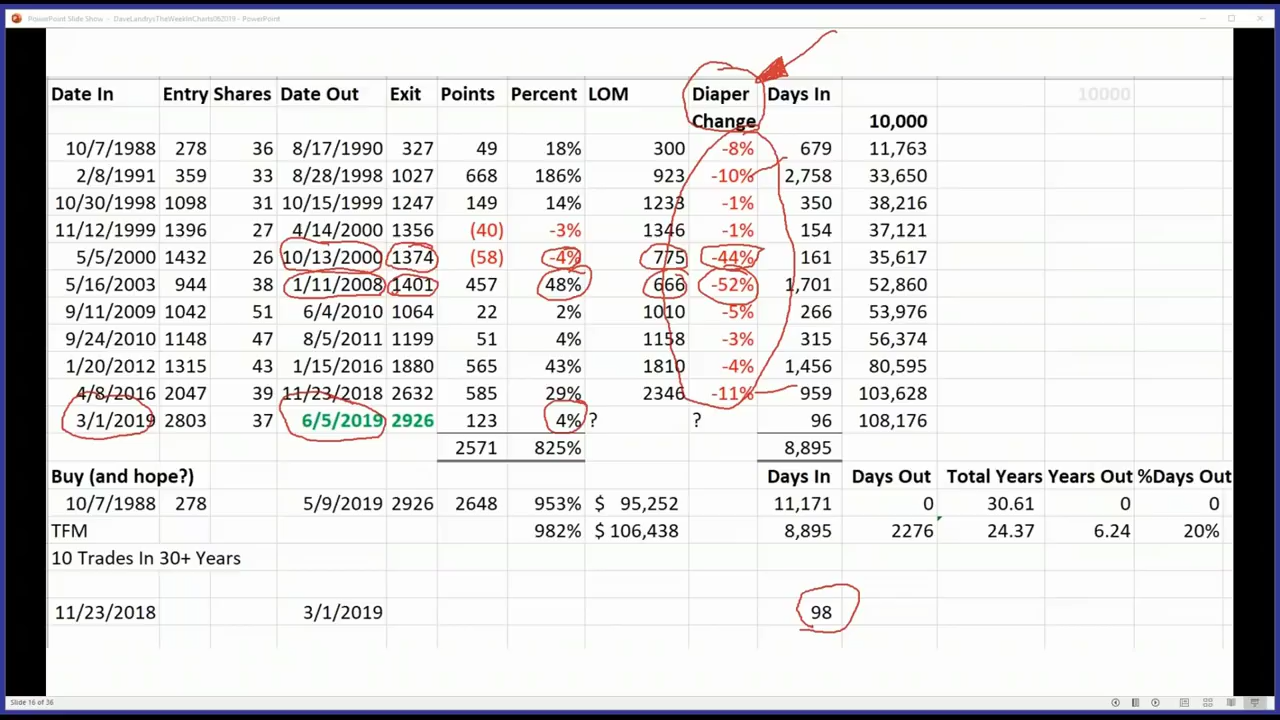 PowerPoint Slide Show - DaveLandrysTheWeekInCharts062019 - PowerPoint
Date In Entry Shares Date Out Exit Points Percent LOM Diaper Days In 10000
Change 10,000
10/7/1988 278 36 8/17/1990 327 49 18% 300 -8% 679 11,763
2/8/1991 359 33 8/28/1998 1027 668 186% 923 -10% 2,758 33,650
10/30/1998 1098 31 10/15/1999 1247 149 14% 1233 -1% 350 38,216
11/12/1999 1396 27 4/14/2000 1356 (40) -3% 1346 -1% 154 37,121
5/5/2000 1432 26 10/13/2000 1374 (58) -4% 775 -44% 161 35,617
5/16/2003 944 38 1/11/2008 1401 457 48% 666 -52% 1,701 52,860
9/11/2009 1042 51 6/4/2010 1064 22 2% 1010 -5% 266 53,976
9/24/2010 1148 47 8/5/2011 1199 51 4% 1158 -3% 315 56,374
1/20/2012 1315 43 1/15/2016 1880 565 43% 1810 -4% 1,456 80,595
4/8/2016 2047 39 11/23/2018 2632 585 29% 2346 -11% 959 103,628
3/1/2019 2803 37 6/5/2019 2926 123 4% ? ? 96 108,176
2571 825% 8,895
Buy (and hope?) Days In Days Out Total Years Years Out %Days Out
10/7/1988 278 5/9/2019 2926 2648 953% $ 95,252 11,171 0 30.61 0 0
TFM 982% $ 106,438 8,895 2276 24.37 6.24 20%
10 Trades In 30+ Years
11/23/2018 3/1/2019 98
Slide 16 of 36